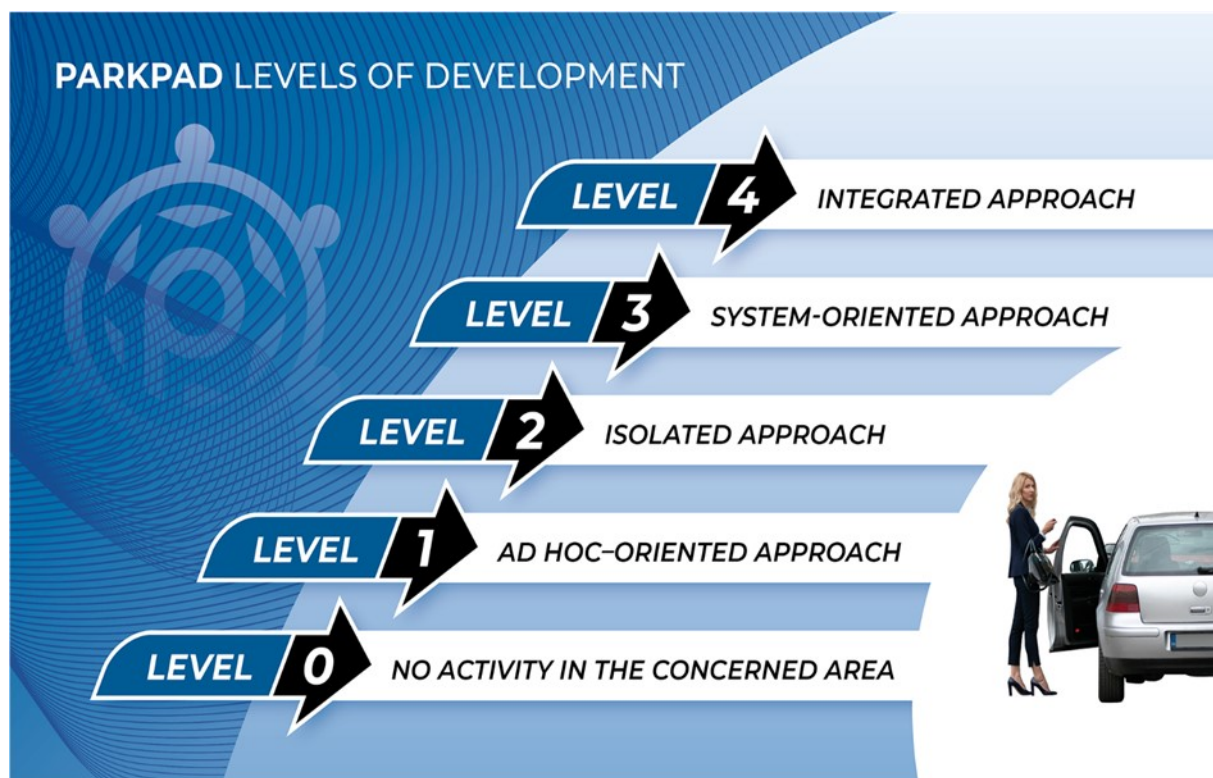 PARKPAD LEVELS OF DEVELOPMENT
LEVEL 4 INTEGRATED APPROACH
LEVEL 3 SYSTEM-ORIENTED APPROACH
LEVEL 2 ISOLATED APPROACH
LEVEL 1 AD HOC–ORIENTED APPROACH
LEVEL 0 NO ACTIVITY IN THE CONCERNED AREA